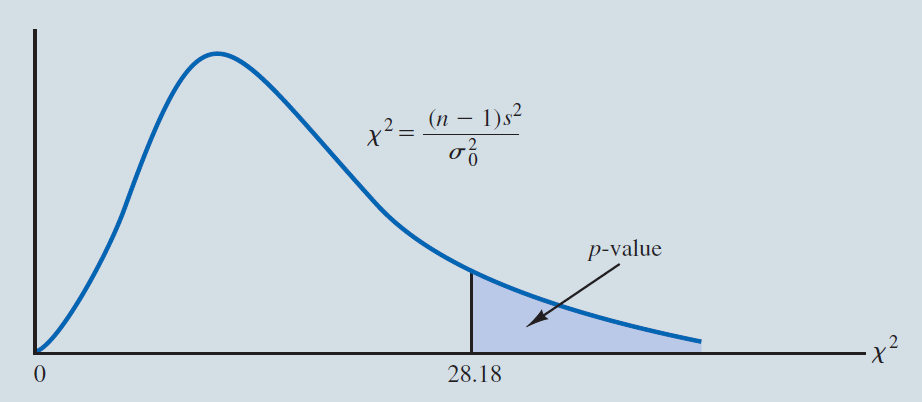 χ² = (n − 1)s² / σ₀²
p-value
χ²
0
28.18